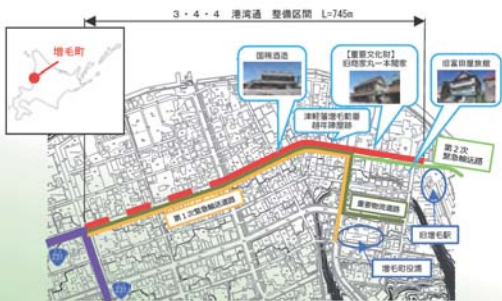 3・4・4 港湾通 整備区間 L=745m
増毛町
国稀酒造
【重要文化財】
旧商家丸一本間家
旧富田屋旅館
津軽藩増毛勤番
越年陣屋跡
第2次
緊急輸送道路
第1次緊急輸送道路
重要物流道路
旧増毛駅
増毛町役場
231
231